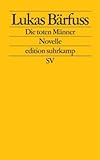 Lukas Bärfuss
Die toten Männer
Novelle
edition suhrkamp
SV